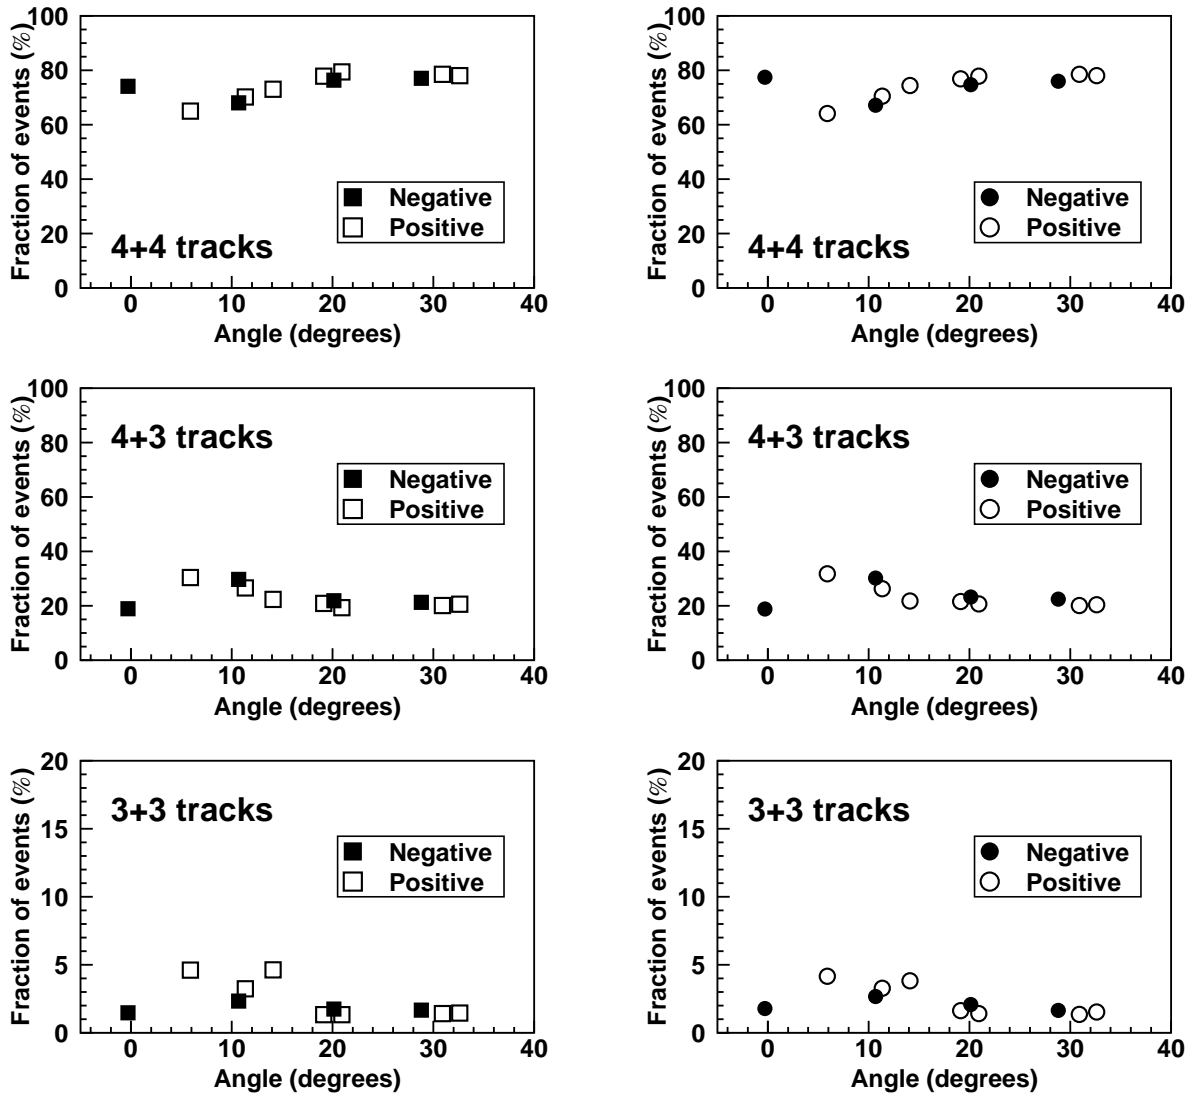 100
80
60
40
20
0
Fraction of events (%)
Negative
Positive
4+4 tracks
0 10 20 30 40
Angle (degrees)
100
80
60
40
20
0
Fraction of events (%)
Negative
Positive
4+4 tracks
0 10 20 30 40
Angle (degrees)
100
80
60
40
20
0
Fraction of events (%)
4+3 tracks
Negative
Positive
0 10 20 30 40
Angle (degrees)
100
80
60
40
20
0
Fraction of events (%)
4+3 tracks
Negative
Positive
0 10 20 30 40
Angle (degrees)
20
15
10
5
0
Fraction of events (%)
3+3 tracks
Negative
Positive
0 10 20 30 40
Angle (degrees)
20
15
10
5
0
Fraction of events (%)
3+3 tracks
Negative
Positive
0 10 20 30 40
Angle (degrees)